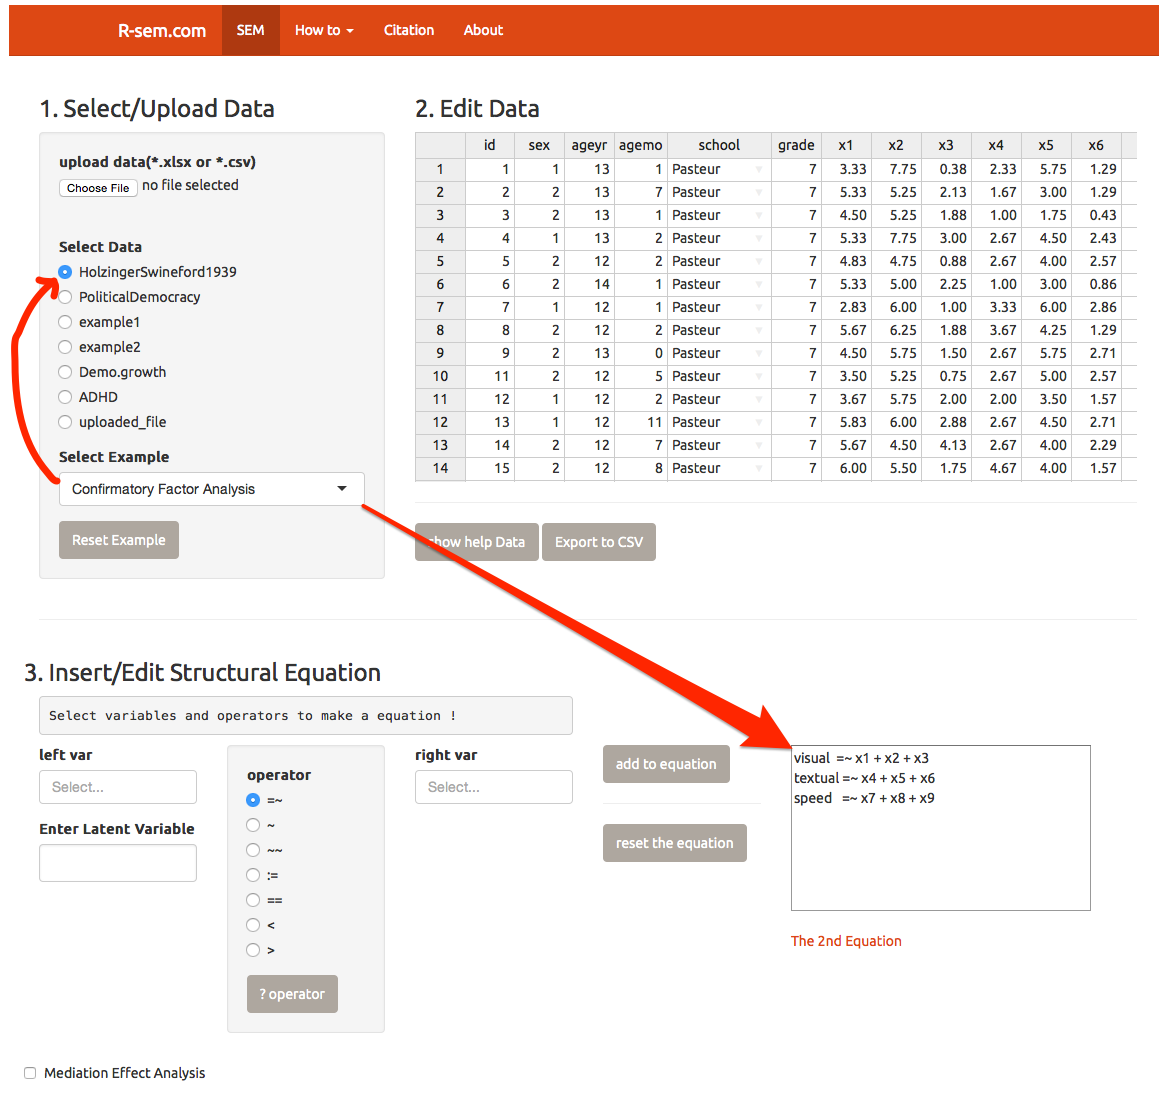 R-sem.com SEM How to Citation About
1. Select/Upload Data
upload data(*.xlsx or *.csv)
Choose File no file selected
Select Data
HolzingerSwineford1939
PoliticalDemocracy
example1
example2
Demo.growth
ADHD
uploaded_file
Select Example
Confirmatory Factor Analysis
Reset Example
2. Edit Data
id sex ageyr agemo school grade x1 x2 x3 x4 x5 x6
1 1 1 13 1 Pasteur 7 3.33 7.75 0.38 2.33 5.75 1.29
2 2 2 13 7 Pasteur 7 5.33 5.25 2.13 1.67 3.00 1.29
3 3 2 13 1 Pasteur 7 4.50 5.25 1.88 1.00 1.75 0.43
4 4 1 13 2 Pasteur 7 5.33 7.75 3.00 2.67 4.50 2.43
5 5 2 12 2 Pasteur 7 4.83 4.75 0.88 2.67 4.00 2.57
6 6 2 14 1 Pasteur 7 5.33 5.00 2.25 1.00 3.00 0.86
7 7 1 12 1 Pasteur 7 2.83 6.00 1.00 3.33 6.00 2.86
8 8 2 12 2 Pasteur 7 5.67 6.25 1.88 3.67 4.25 1.29
9 9 2 13 0 Pasteur 7 4.50 5.75 1.50 2.67 5.75 2.71
10 11 2 12 5 Pasteur 7 3.50 5.25 0.75 2.67 5.00 2.57
11 12 1 12 2 Pasteur 7 3.67 5.75 2.00 2.00 3.50 1.57
12 13 1 12 11 Pasteur 7 5.83 6.00 2.88 2.67 4.50 2.71
13 14 2 12 7 Pasteur 7 5.67 4.50 4.13 2.67 4.00 2.29
14 15 2 12 8 Pasteur 7 6.00 5.50 1.75 4.67 4.00 1.57
show help Data Export to CSV
3. Insert/Edit Structural Equation
Select variables and operators to make a equation !
left var
Select...
Enter Latent Variable
operator
=~
~
~~
:=
==
<
>
? operator
right var
Select...
add to equation
reset the equation
visual =~ x1 + x2 + x3
textual =~ x4 + x5 + x6
speed =~ x7 + x8 + x9
The 2nd Equation
Mediation Effect Analysis